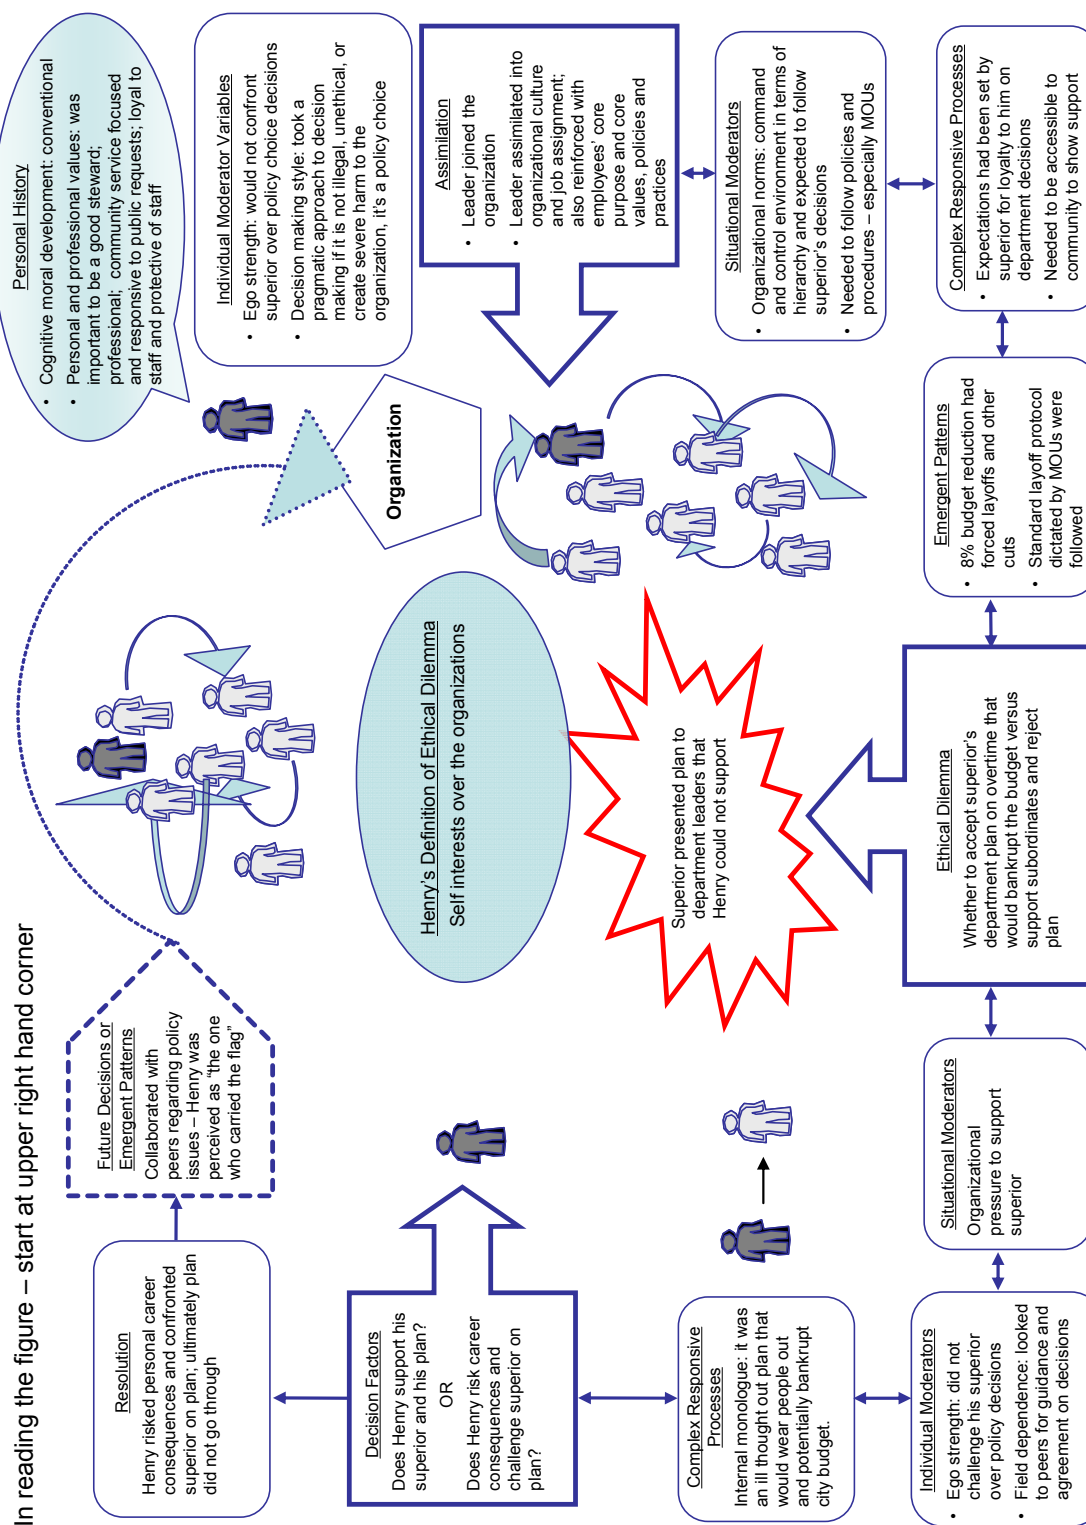 In reading the figure – start at upper right hand corner
Personal History
• Cognitive moral development: conventional
• Personal and professional values: was
important to be a good steward;
professional; community service focused
and responsive to public requests; loyal to
staff and protective of staff
Individual Moderator Variables
• Ego strength: would not confront
superior over policy choice decisions
• Decision making style: took a
pragmatic approach to decision
making if it is not illegal, unethical, or
create severe harm to the
organization, it's a policy choice
Organization
Assimilation
• Leader joined the
organization
• Leader assimilated into
organizational culture
and job assignment;
also reinforced with
employees' core
purpose and core
values, policies and
practices
Situational Moderators
• Organizational norms: command
and control environment in terms of
hierarchy and expected to follow
superior's decisions
• Needed to follow policies and
procedures – especially MOUs
Complex Responsive Processes
• Expectations had been set by
superior for loyalty to him on
department decisions
• Needed to be accessible to
community to show support
Emergent Patterns
• 8% budget reduction had
forced layoffs and other
cuts
• Standard layoff protocol
dictated by MOUs were
followed
Ethical Dilemma
Whether to accept superior's
department plan on overtime that
would bankrupt the budget versus
support subordinates and reject
plan
Henry's Definition of Ethical Dilemma
Self interests over the organizations
Superior presented plan to
department leaders that
Henry could not support
Situational Moderators
Organizational
pressure to support
superior
Individual Moderators
• Ego strength: did not
challenge his superior
over policy decisions
• Field dependence: looked
to peers for guidance and
agreement on decisions
Complex Responsive
Processes
Internal monologue: it was
an ill thought out plan that
would wear people out
and potentially bankrupt
city budget.
Decision Factors
Does Henry support his
superior and his plan?
OR
Does Henry risk career
consequences and
challenge superior on
plan?
Resolution
Henry risked personal career
consequences and confronted
superior on plan; ultimately plan
did not go through
Future Decisions or
Emergent Patterns
Collaborated with
peers regarding policy
issues – Henry was
perceived as "the one
who carried the flag"